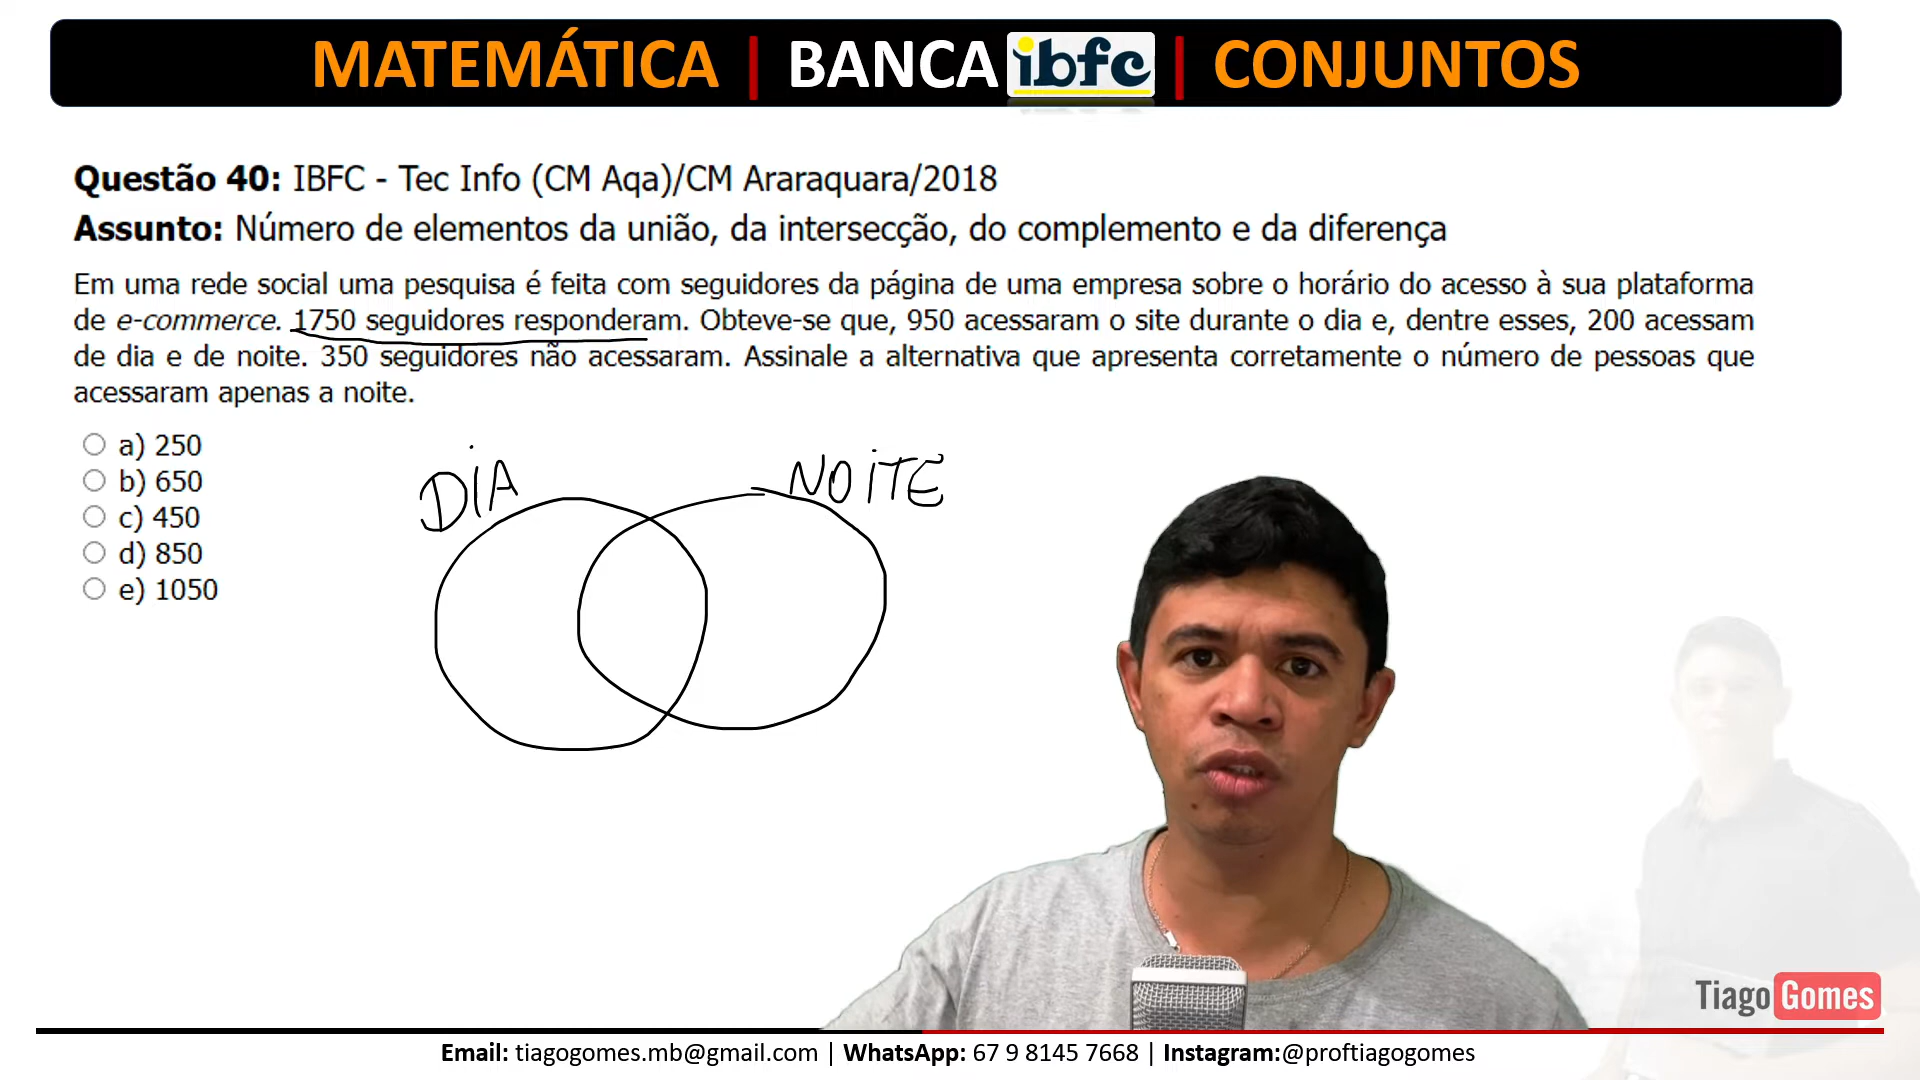 MATEMÁTICA | BANCA ibfc | CONJUNTOS
Questão 40: IBFC - Tec Info (CM Aqa)/CM Araraquara/2018
Assunto: Número de elementos da união, da intersecção, do complemento e da diferença
Em uma rede social uma pesquisa é feita com seguidores da página de uma empresa sobre o horário do acesso à sua plataforma
de e-commerce. 1750 seguidores responderam. Obteve-se que, 950 acessaram o site durante o dia e, dentre esses, 200 acessam
de dia e de noite. 350 seguidores não acessaram. Assinale a alternativa que apresenta corretamente o número de pessoas que
acessaram apenas a noite.
a) 250
b) 650
c) 450
d) 850
e) 1050
DIA
NOITE
Tiago Gomes
Email: tiagogomes.mb@gmail.com | WhatsApp: 67 9 8145 7668 | Instagram:@proftiagogomes